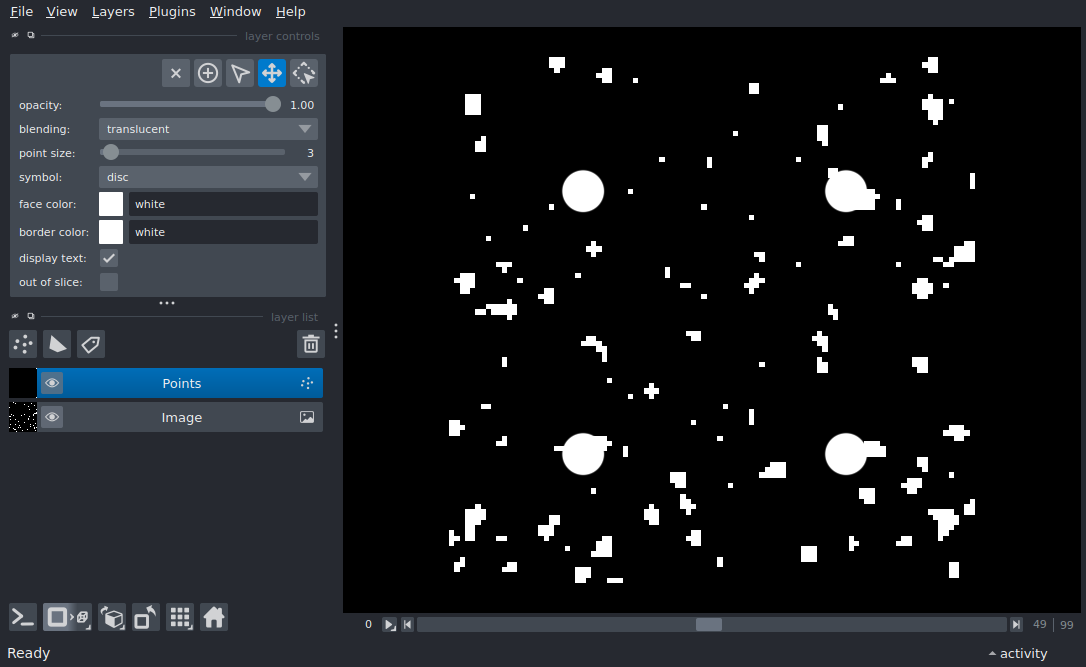 File View Layers Plugins Window Help
layer controls
opacity: 1.00
blending: translucent
point size: 3
symbol: disc
face color: white
border color: white
display text:
out of slice:
layer list
Points
Image
0 49 | 99
Ready activity